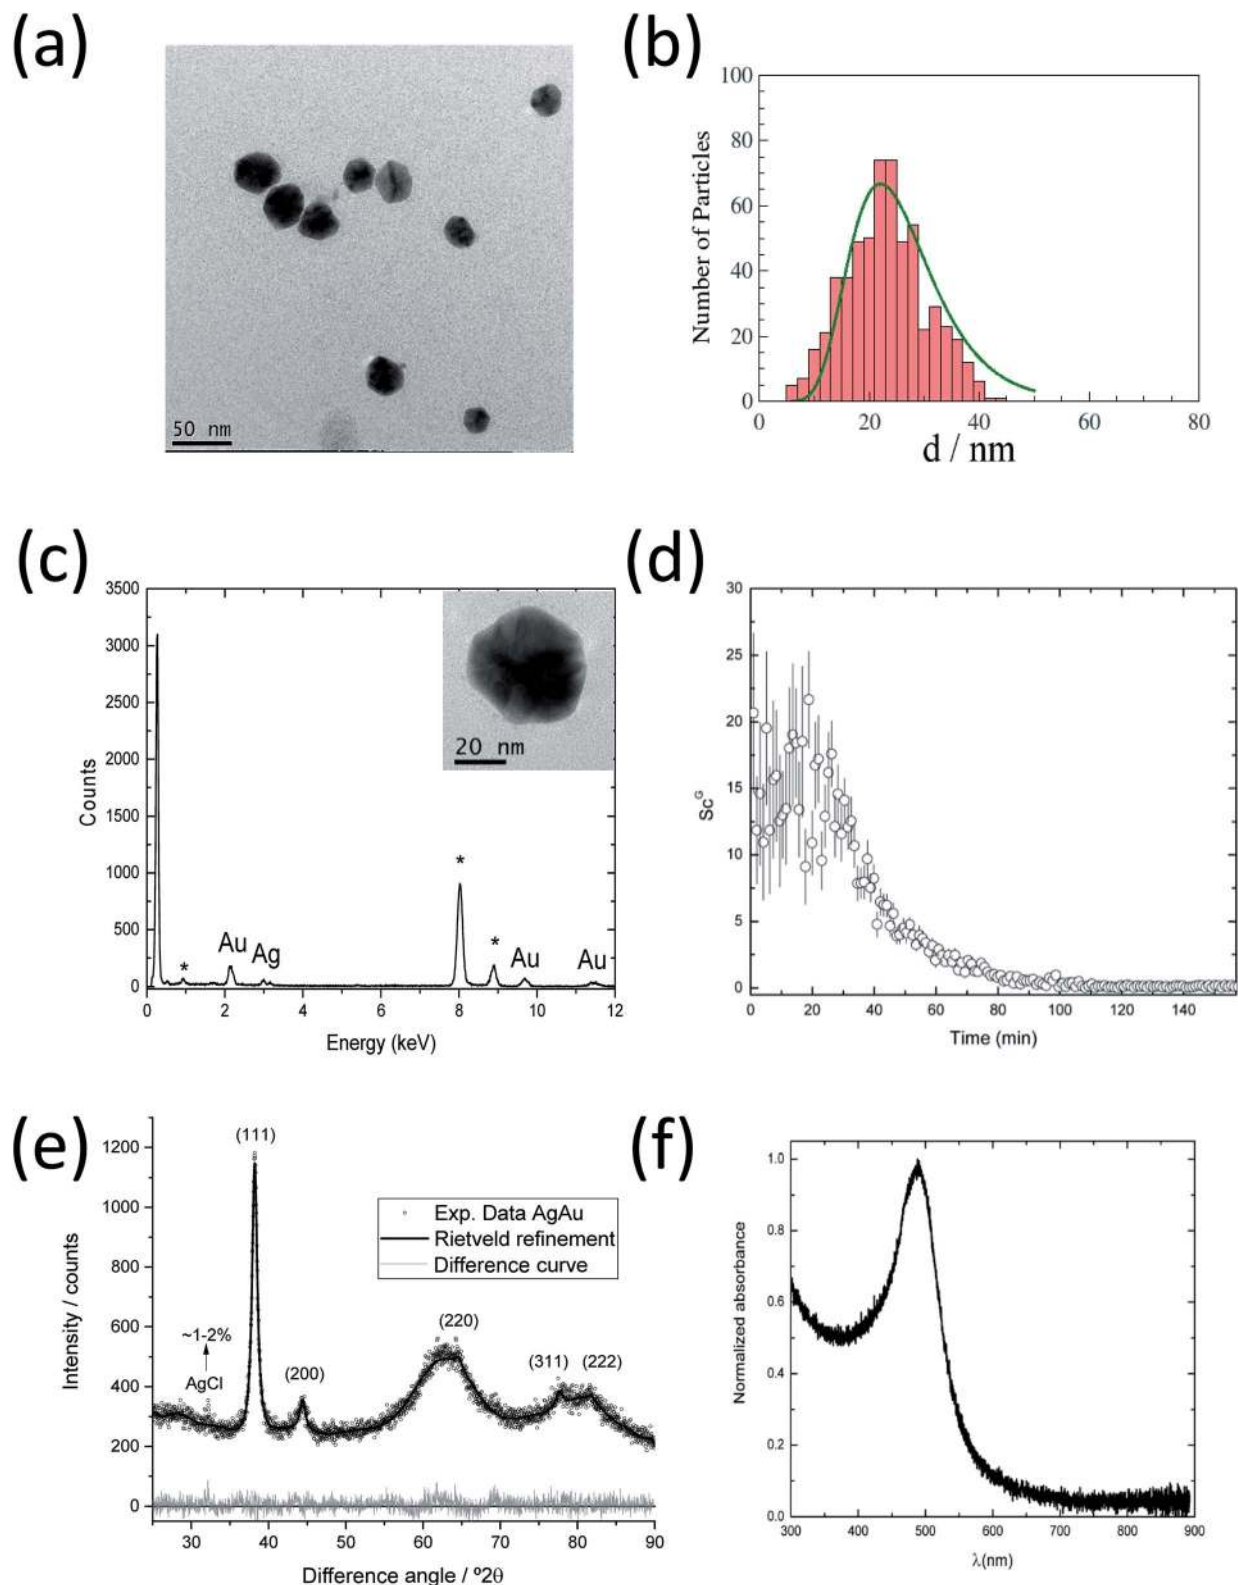 (a)
50 nm
(b)
100
80
60
40
20
0
Number of Particles
0 20 40 60 80
d / nm
(c)
3500
3000
2500
2000
1500
1000
500
0
Counts
20 nm
* Au Ag * * Au Au
0 2 4 6 8 10 12
Energy (keV)
(d)
30
25
20
15
10
5
0
Sc^G
0 20 40 60 80 100 120 140
Time (min)
(e)
1200
1000
800
600
400
200
0
Intensity / counts
(111)
Exp. Data AgAu
Rietveld refinement
Difference curve
~1-2%
AgCl
(200)
(220)
(311)
(222)
30 40 50 60 70 80 90
Difference angle / º2θ
(f)
1.0
0.8
0.6
0.4
0.2
0.0
Normalized absorbance
300 400 500 600 700 800 900
λ(nm)